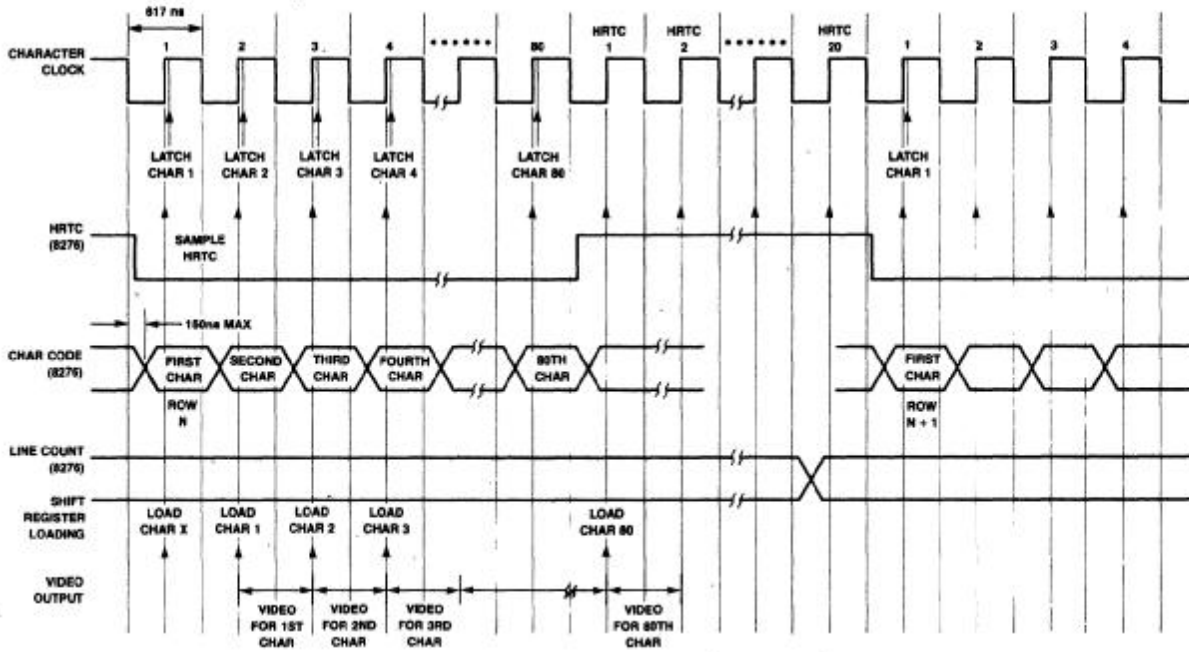 617 ns
HRTC HRTC HRTC
1 2 3 4 80 1 2 20 1 2 3 4
CHARACTER
CLOCK
LATCH LATCH LATCH LATCH LATCH LATCH
CHAR 1 CHAR 2 CHAR 3 CHAR 4 CHAR 80 CHAR 1
HRTC
(8276)
SAMPLE
HRTC
150ns MAX
CHAR CODE
(8276)
FIRST SECOND THIRD FOURTH 80TH FIRST
CHAR CHAR CHAR CHAR CHAR CHAR
ROW ROW
N N + 1
LINE COUNT
(8276)
SHIFT
REGISTER
LOADING
LOAD LOAD LOAD LOAD LOAD
CHAR X CHAR 1 CHAR 2 CHAR 3 CHAR 80
VIDEO
OUTPUT
VIDEO VIDEO VIDEO VIDEO
FOR 1ST FOR 2ND FOR 3RD FOR 80TH
CHAR CHAR CHAR CHAR